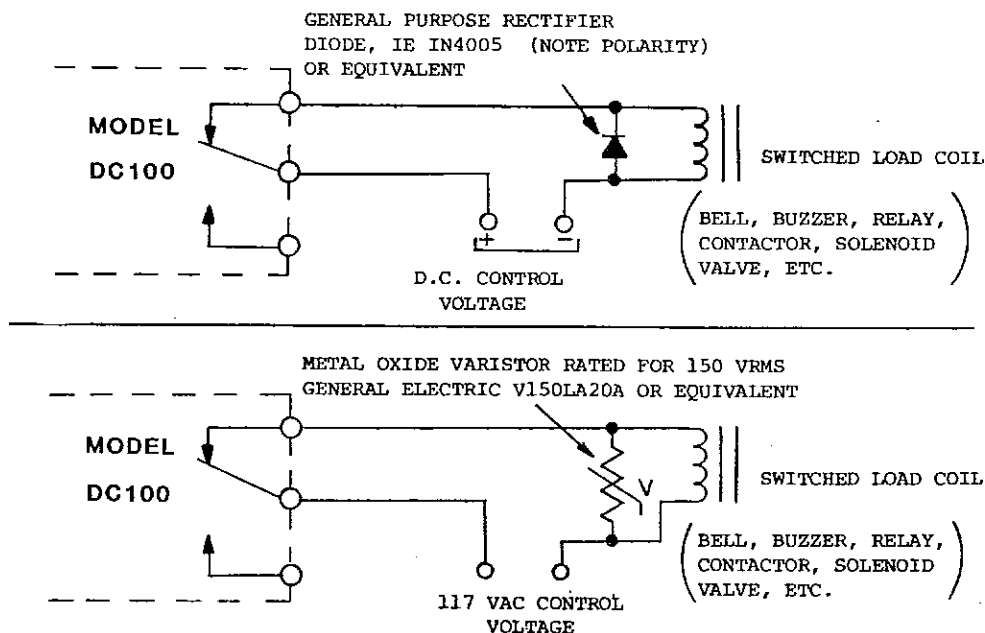 GENERAL PURPOSE RECTIFIER
DIODE, IE IN4005 (NOTE POLARITY)
OR EQUIVALENT
MODEL
DC100
SWITCHED LOAD COIL
(BELL, BUZZER, RELAY,
CONTACTOR, SOLENOID
VALVE, ETC.)
+ −
D.C. CONTROL
VOLTAGE
METAL OXIDE VARISTOR RATED FOR 150 VRMS
GENERAL ELECTRIC V150LA20A OR EQUIVALENT
MODEL
DC100
V
SWITCHED LOAD COIL
(BELL, BUZZER, RELAY,
CONTACTOR, SOLENOID
VALVE, ETC.)
117 VAC CONTROL
VOLTAGE